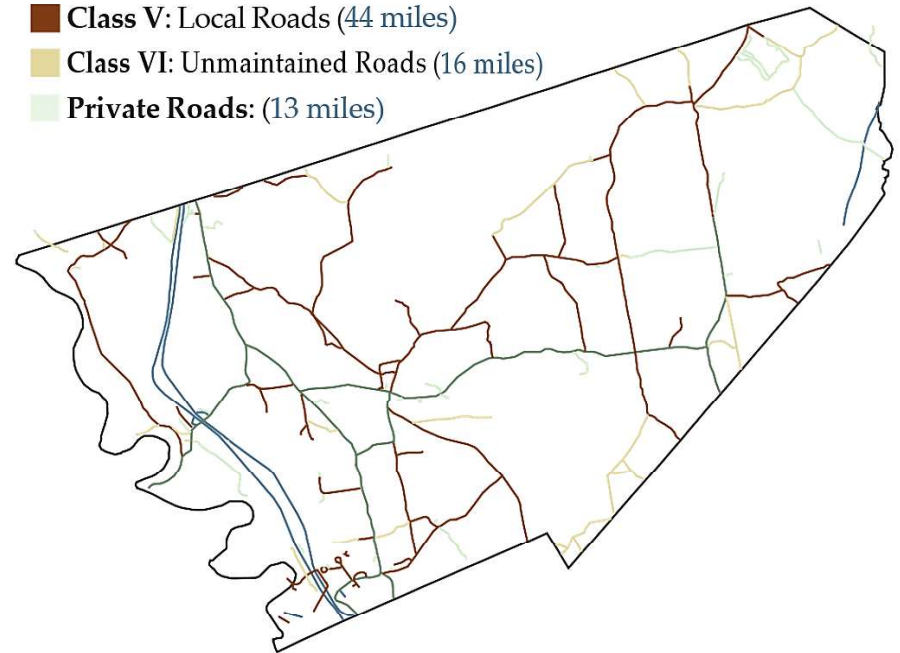 Class V: Local Roads (44 miles)
Class VI: Unmaintained Roads (16 miles)
Private Roads: (13 miles)